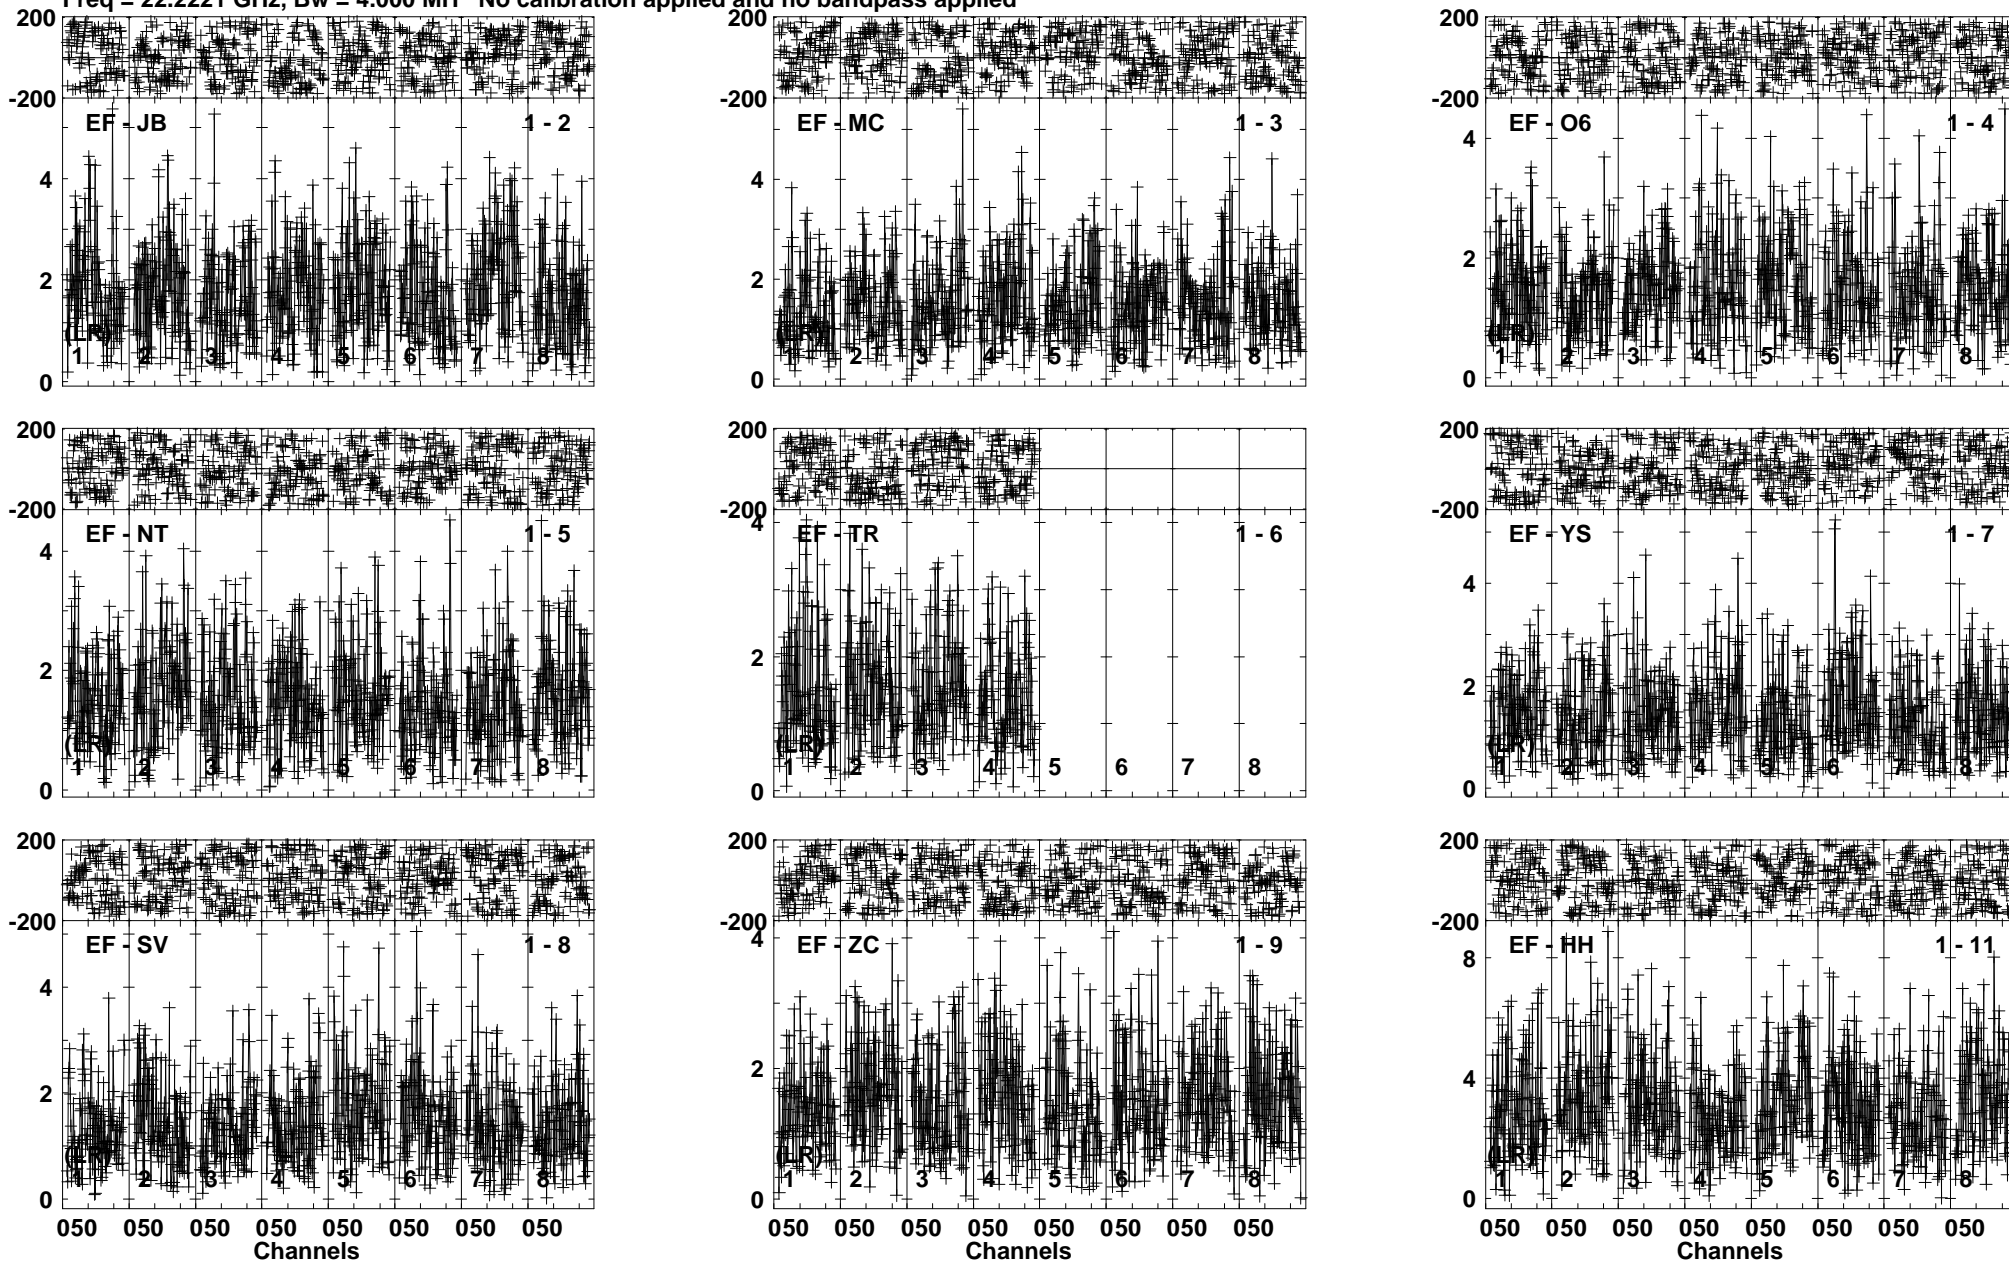 Freq = 22.2221 GHz, Bw = 4.000 MH No calibration applied and no bandpass applied
200 200 200
-200 -200 -200
EF - JB 1 - 2 EF - MC 1 - 3 EF - O6 1 - 4
4 4 4
2 2 2
(LR) (LR) (LR)
1 2 3 4 5 6 7 8 1 2 3 4 5 6 7 8 1 2 3 4 5 6 7 8
0 0 0
200 200 200
-200 -200 -200
EF - NT 1 - 5 EF - TR 1 - 6 EF - YS 1 - 7
4 4 4
2 2 2
(LR) (LR) (LR)
1 2 3 4 5 6 7 8 1 2 3 4 5 6 7 8 1 2 3 4 5 6 7 8
0 0 0
200 200 200
-200 -200 -200
EF - SV 1 - 8 EF - ZC 1 - 9 EF - HH 1 - 11
4 4 8
2 2 4
(LR) (LR) (LR)
1 2 3 4 5 6 7 8 1 2 3 4 5 6 7 8 1 2 3 4 5 6 7 8
0 0 0
050 050 050 050 050 050 050 050 050 050 050 050 050 050 050 050 050 050 050 050 050 050 050 050
Channels Channels Channels